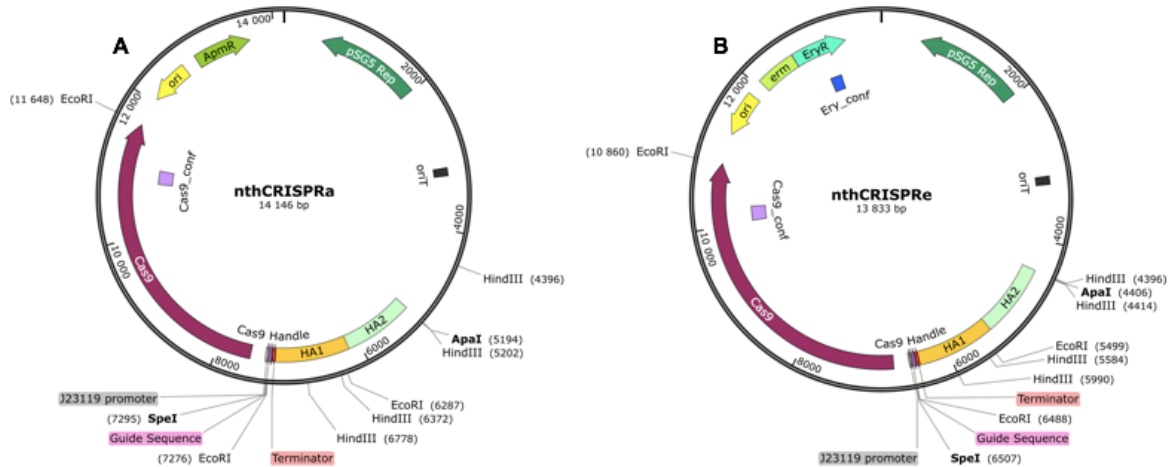 A
14 000
ApmR
pSG5 Rep
2000
ori
12 000
(11 648) EcoRI
Cas9_conf
oriT
nthCRISPRa
14 146 bp
4000
10 000
Cas9
HindIII (4396)
Cas9 Handle
HA2
HA1
ApaI (5194)
HindIII (5202)
6000
8000
J23119 promoter
EcoRI (6287)
(7295) SpeI
HindIII (6372)
Guide Sequence
HindIII (6778)
(7276) EcoRI
Terminator
B
EryR
erm
pSG5 Rep
2000
Ery_conf
12 000
ori
(10 860) EcoRI
oriT
nthCRISPRe
13 833 bp
Cas9_conf
4000
10 000
Cas9
HindIII (4396)
HA2
ApaI (4406)
HindIII (4414)
Cas9 Handle
HA1
EcoRI (5499)
6000
HindIII (5584)
8000
HindIII (5990)
Terminator
EcoRI (6488)
Guide Sequence
J23119 promoter
SpeI (6507)